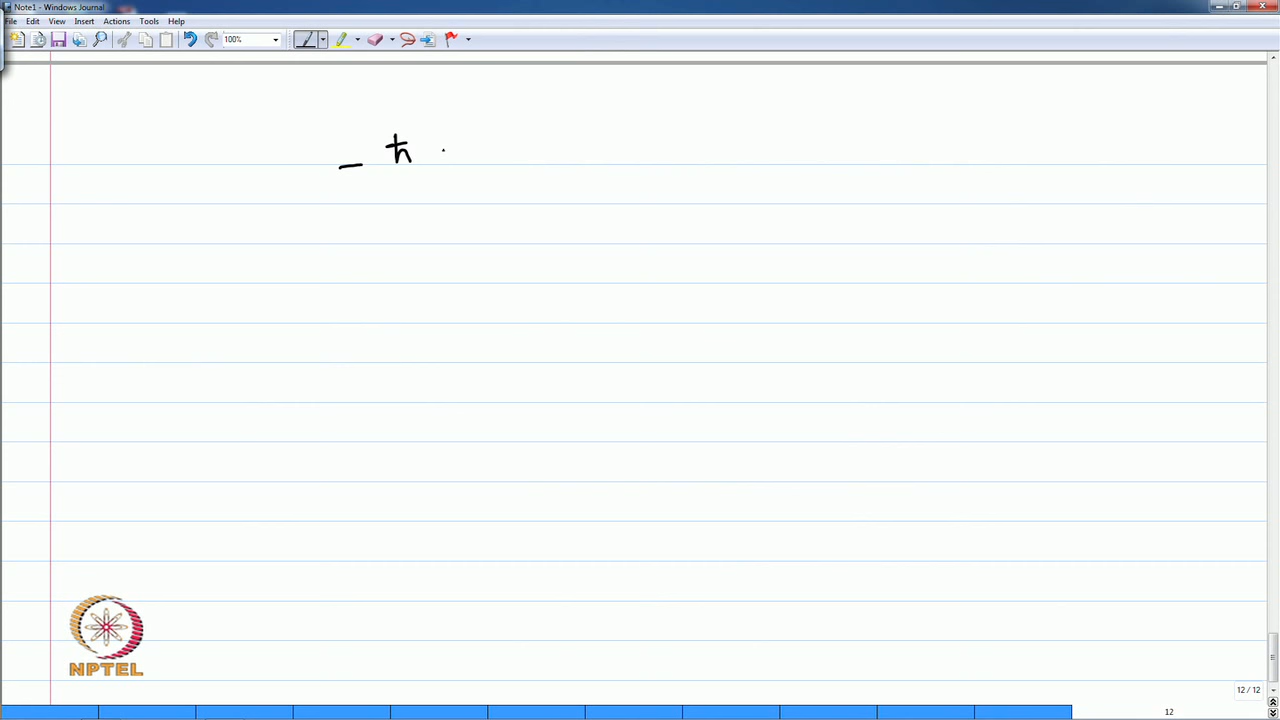 Note1 - Windows Journal
File Edit View Insert Actions Tools Help
100%
- ħ
NPTEL
12 / 12
12